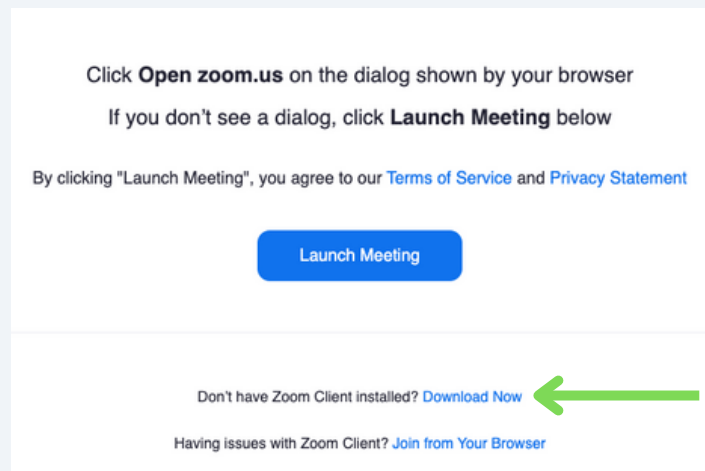 Click Open zoom.us on the dialog shown by your browser
If you don't see a dialog, click Launch Meeting below
By clicking "Launch Meeting", you agree to our Terms of Service and Privacy Statement
Launch Meeting
Don't have Zoom Client installed? Download Now
Having issues with Zoom Client? Join from Your Browser